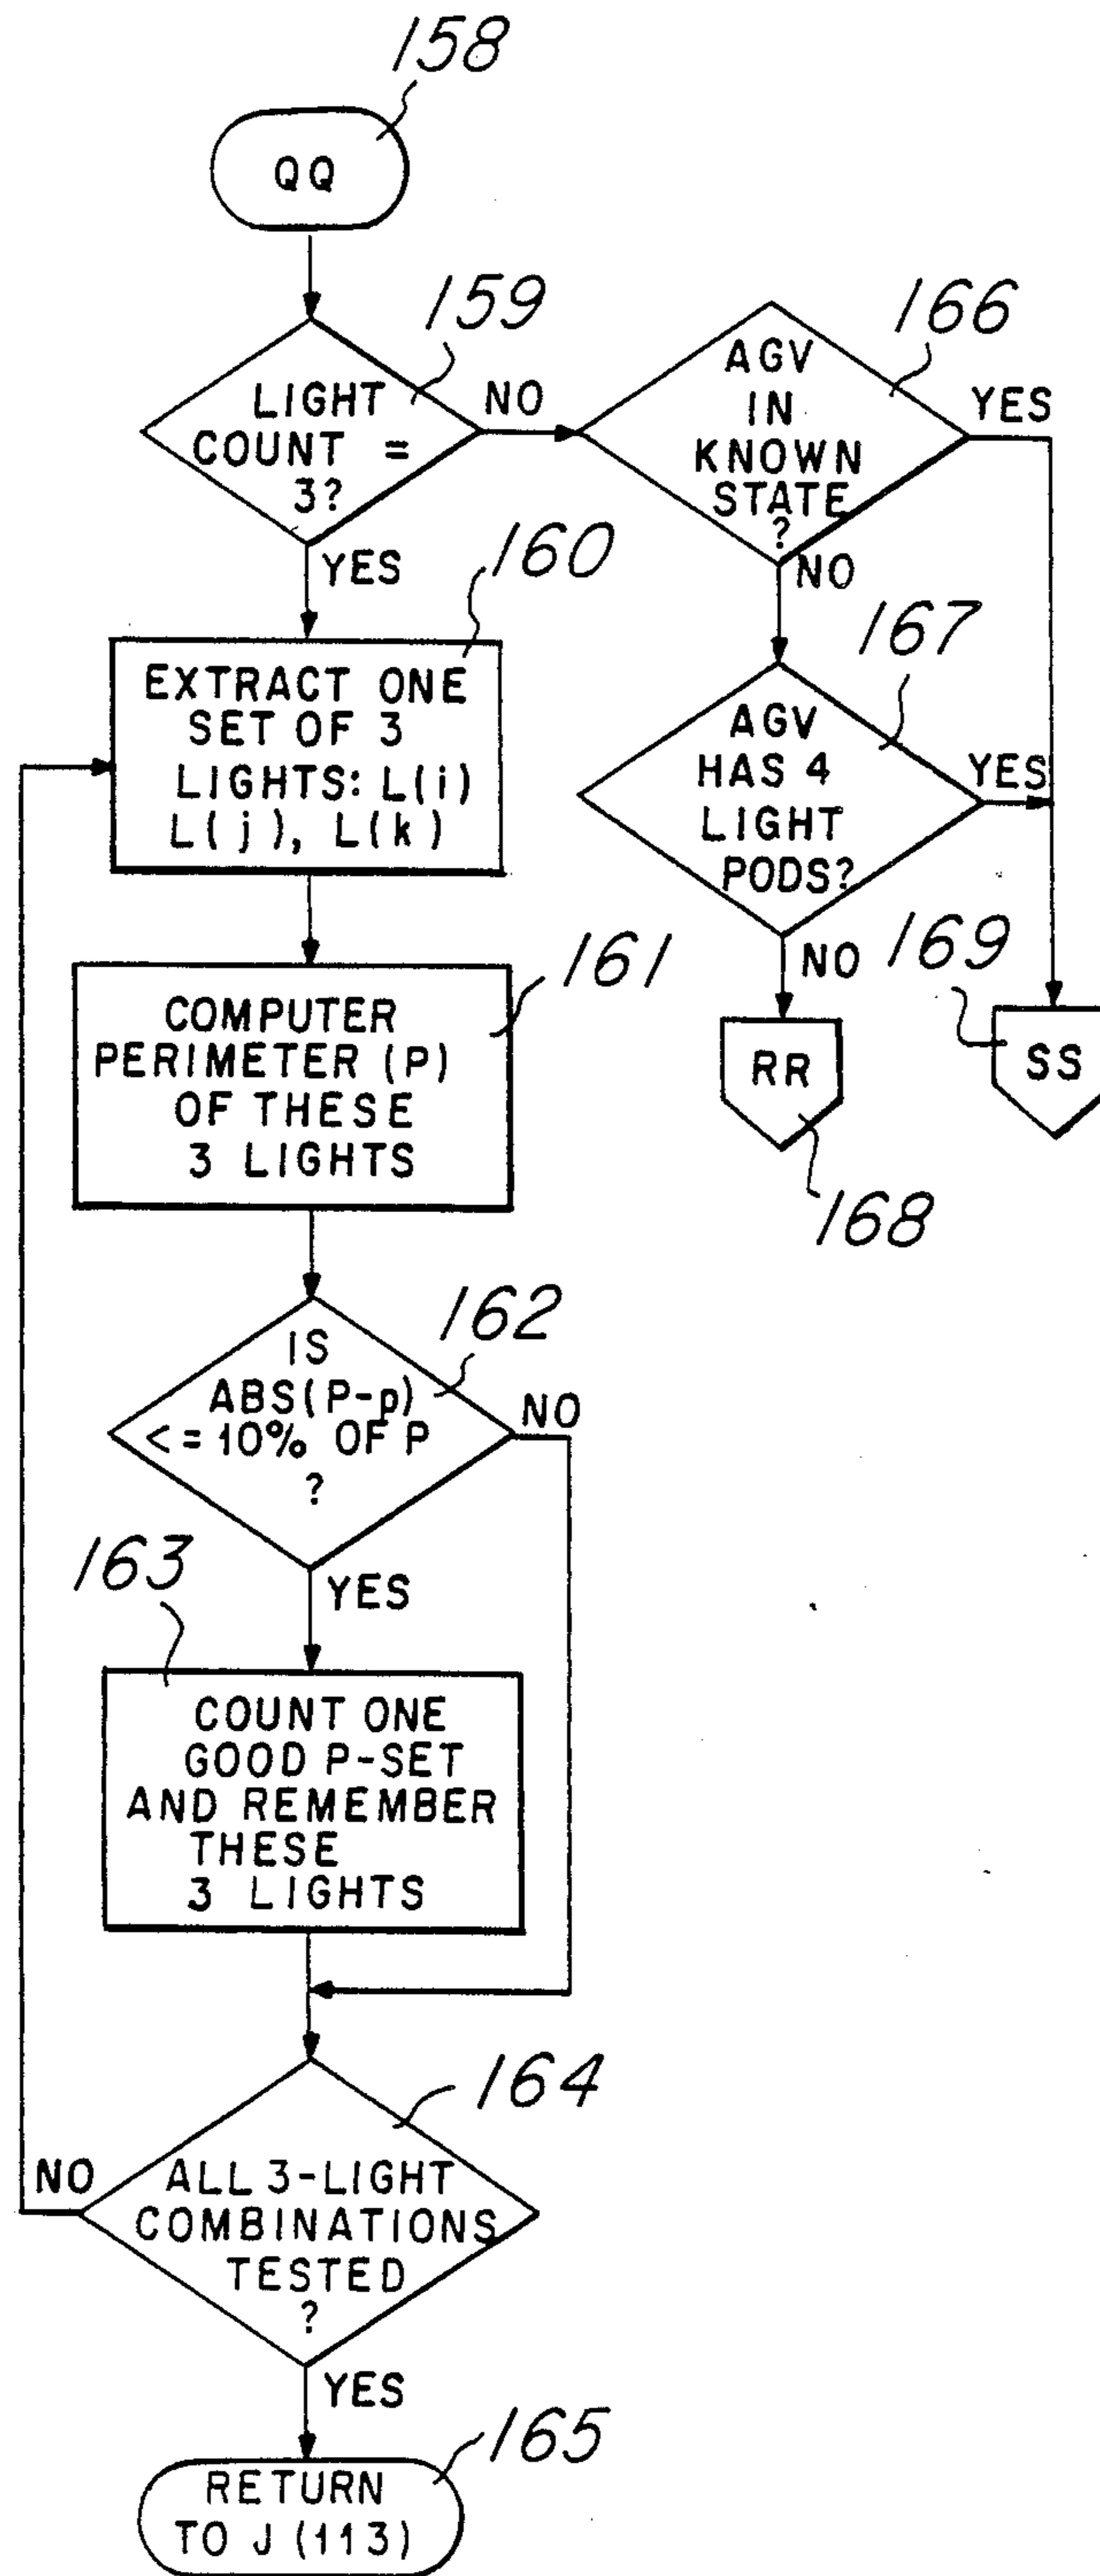 158
QQ
159
LIGHT
COUNT =
3?
NO
YES
166
AGV
IN
KNOWN
STATE
?
YES
NO
160
EXTRACT ONE
SET OF 3
LIGHTS: L(i)
L(j), L(k)
167
AGV
HAS 4
LIGHT
PODS?
YES
NO
161
COMPUTER
PERIMETER (P)
OF THESE
3 LIGHTS
169
RR
SS
168
162
IS
ABS(P-p)
<=10% OF P
?
NO
YES
163
COUNT ONE
GOOD P-SET
AND REMEMBER
THESE
3 LIGHTS
164
NO
ALL 3-LIGHT
COMBINATIONS
TESTED
?
YES
165
RETURN
TO J (113)